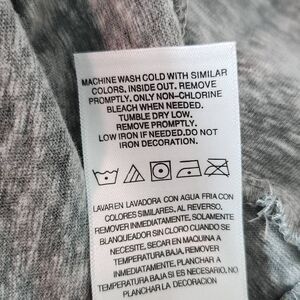 MACHINE WASH COLD WITH SIMILAR
COLORS. INSIDE OUT. REMOVE
PROMPTLY. ONLY NON-CHLORINE
BLEACH WHEN NEEDED.
TUMBLE DRY LOW.
REMOVE PROMPTLY.
LOW IRON IF NEEDED.DO NOT
IRON DECORATION.
LAVAR EN LAVADORA CON AGUA FRIA CON
COLORES SIMILARES. AL REVERSO.
REMOVER INMEDIATAMENTE. SOLAMENTE
BLANQUEADOR SIN CLORO CUANDO SE
NECESITE. SECAR EN MAQUINA A
TEMPERATURA BAJA. REMOVER
INMEDIATAMENTE. PLANCHAR A
TEMPERATURA BAJA SI ES NECESARIO. NO
PLANCHAR LA DECORACION